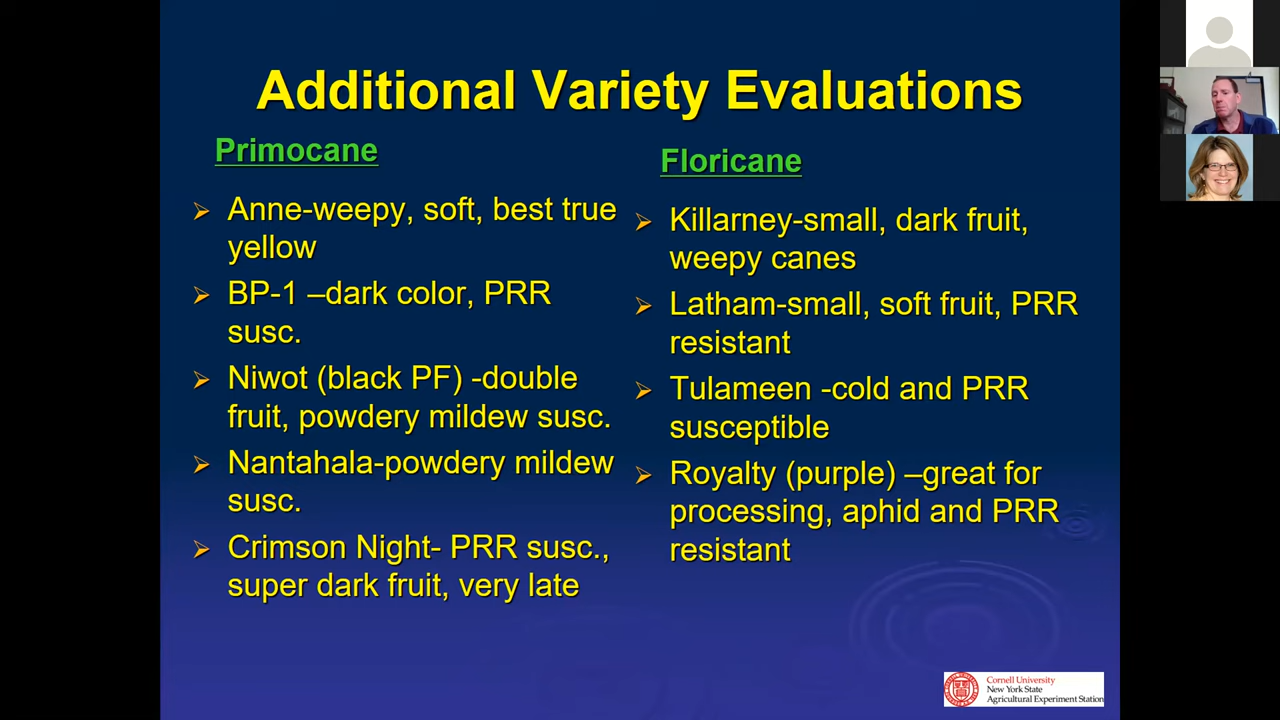 Additional Variety Evaluations
Primocane
Anne-weepy, soft, best true
yellow
BP-1 –dark color, PRR
susc.
Niwot (black PF) -double
fruit, powdery mildew susc.
Nantahala-powdery mildew
susc.
Crimson Night- PRR susc.,
super dark fruit, very late
Floricane
Killarney-small, dark fruit,
weepy canes
Latham-small, soft fruit, PRR
resistant
Tulameen -cold and PRR
susceptible
Royalty (purple) –great for
processing, aphid and PRR
resistant
Cornell University
New York State
Agricultural Experiment Station